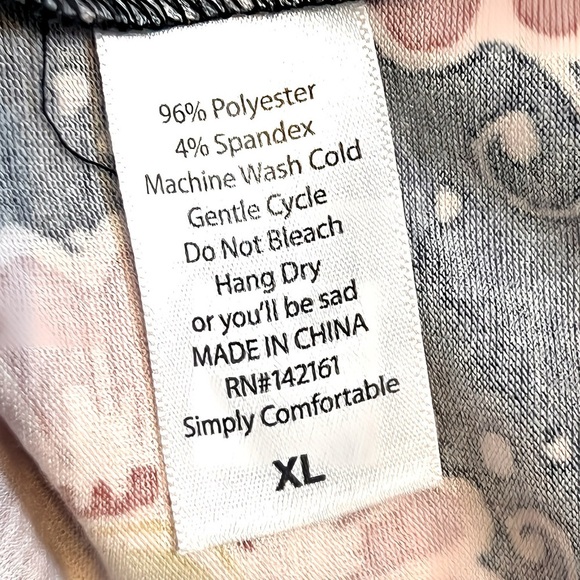 96% Polyester
4% Spandex
Machine Wash Cold
Gentle Cycle
Do Not Bleach
Hang Dry
or you'll be sad
MADE IN CHINA
RN#142161
Simply Comfortable
XL